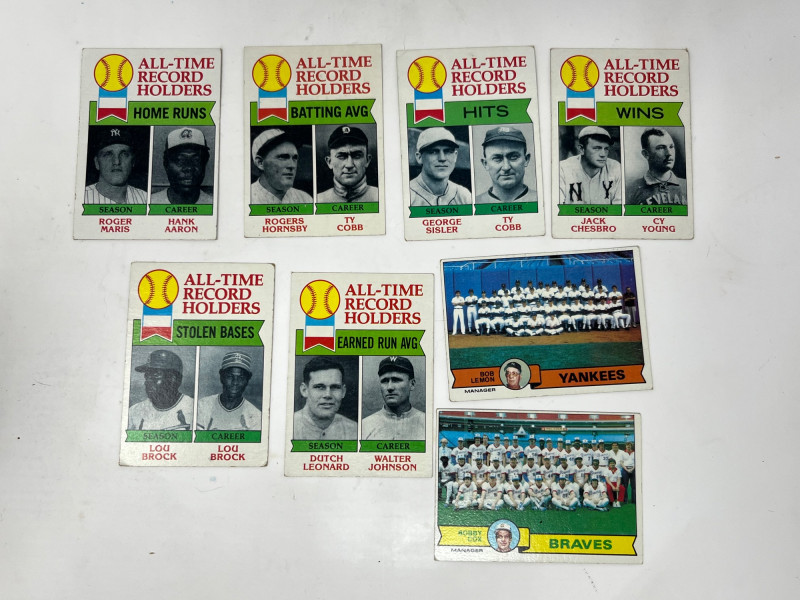 ALL-TIME
RECORD
HOLDERS
HOME RUNS
SEASON CAREER
ROGER HANK
MARIS AARON
ALL-TIME
RECORD
HOLDERS
BATTING AVG
SEASON CAREER
ROGERS TY
HORNSBY COBB
ALL-TIME
RECORD
HOLDERS
HITS
SEASON CAREER
GEORGE TY
SISLER COBB
ALL-TIME
RECORD
HOLDERS
WINS
NY CLEVELAND
SEASON CAREER
JACK CY
CHESBRO YOUNG
ALL-TIME
RECORD
HOLDERS
STOLEN BASES
SEASON CAREER
LOU LOU
BROCK BROCK
ALL-TIME
RECORD
HOLDERS
EARNED RUN AVG
W
SEASON CAREER
DUTCH WALTER
LEONARD JOHNSON
BOB
LEMON
MANAGER
YANKEES
BOBBY
COX
MANAGER
BRAVES